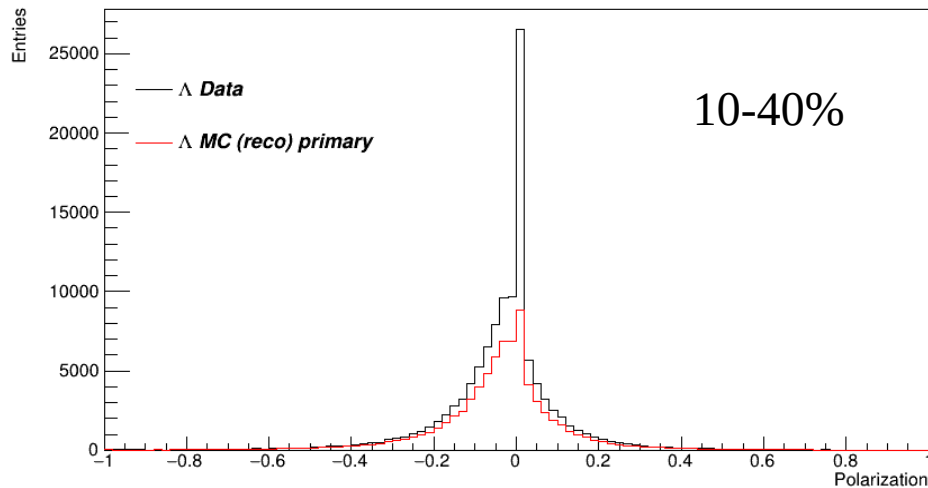 Entries
25000
Λ Data
10-40%
20000
Λ MC (reco) primary
15000
10000
5000
0
−1 −0.8 −0.6 −0.4 −0.2 0 0.2 0.4 0.6 0.8 1
Polarization